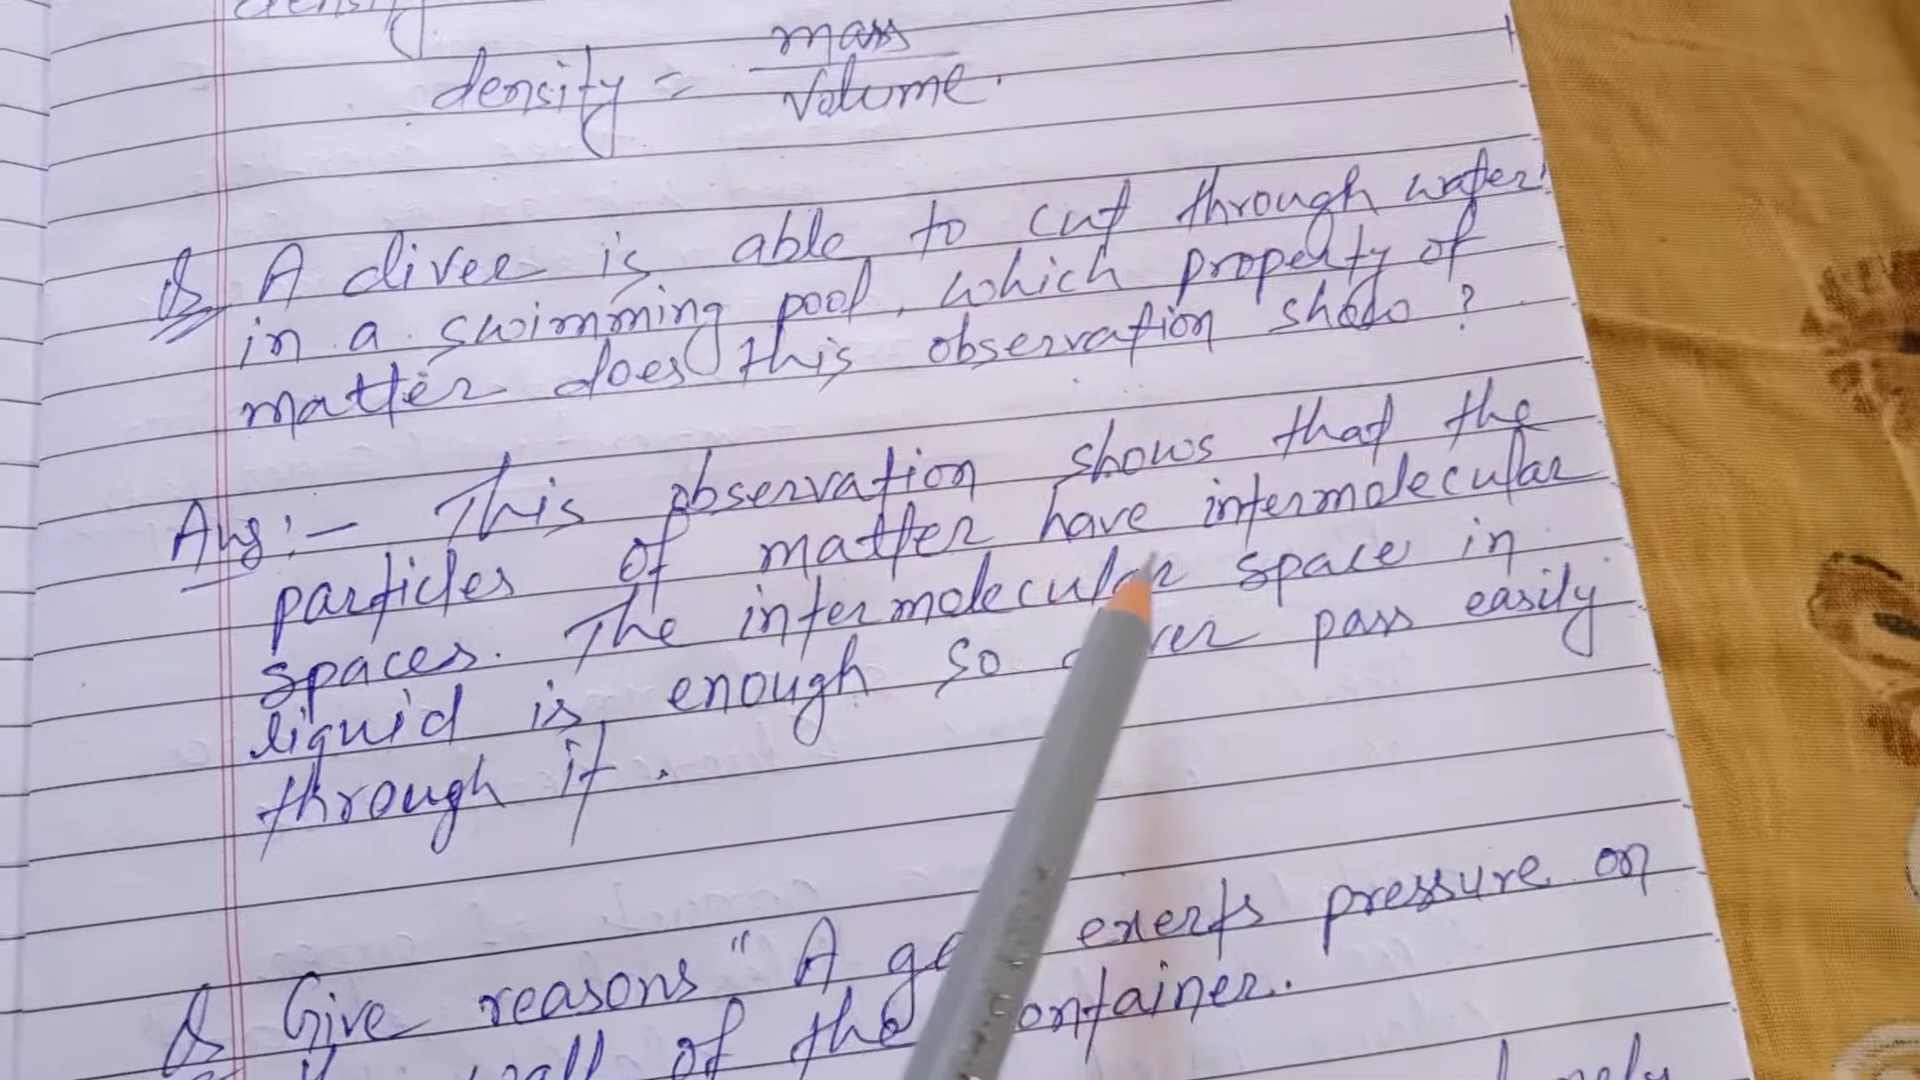 density
density = mass
Volume.
Q A diver is able to cut through water
in a swimming pool. which property of
matter does this observation show ?
Ans:- This observation shows that the
particles of matter have intermolecular
spaces. The intermolecular space in
liquid is enough so pass easily
through it.
Q Give reasons " A exerts pressure on
wall of the container.